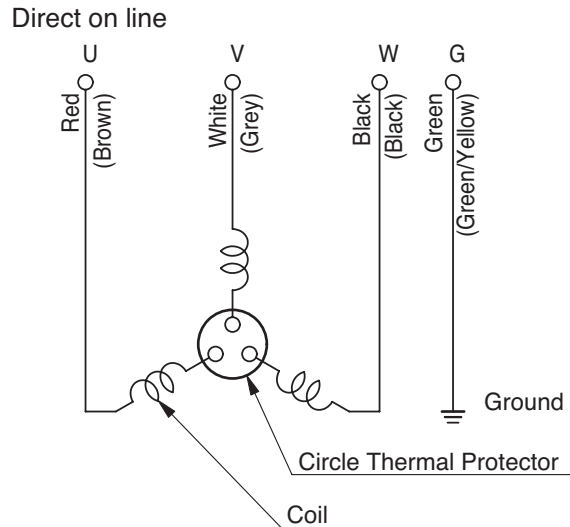 Direct on line
U V W G
Red
(Brown)
White
(Grey)
Black
(Black)
Green
(Green/Yellow)
Ground
Circle Thermal Protector
Coil